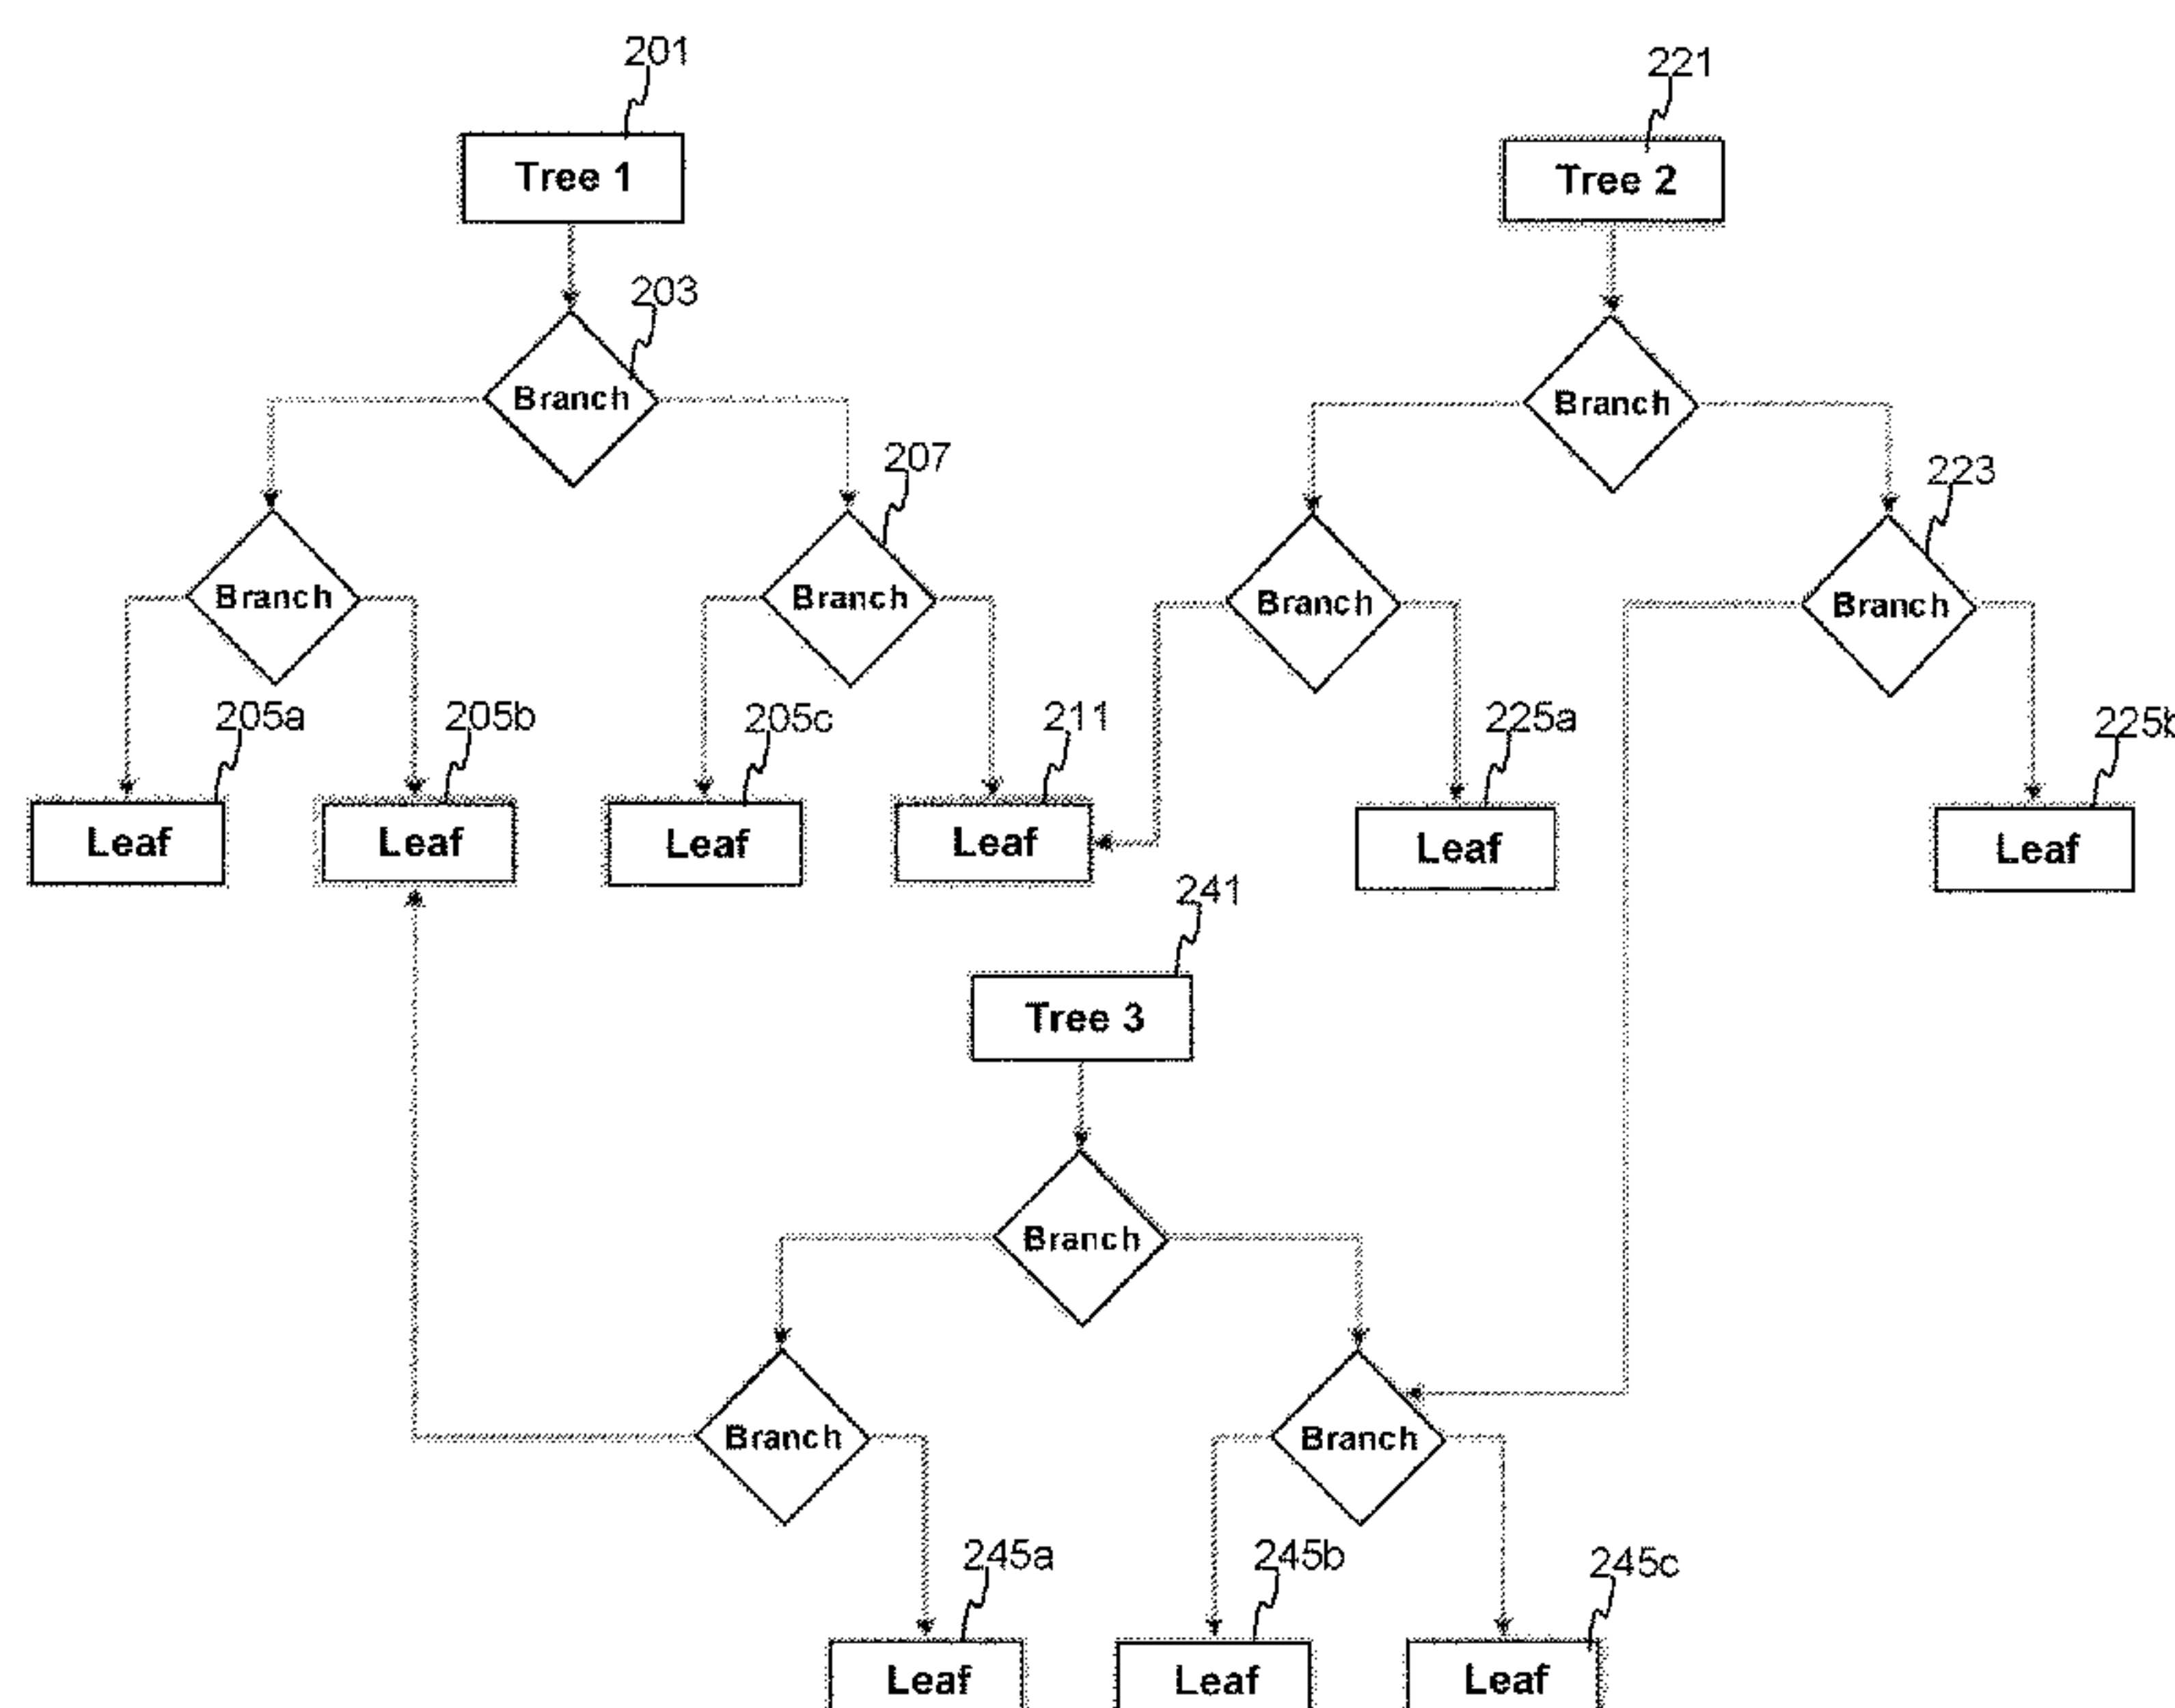 201
221
Tree 1
Tree 2
203
Branch
Branch
207
223
Branch
Branch
Branch
Branch
205a
205b
205c
211
225a
225b
Leaf
Leaf
Leaf
Leaf
Leaf
Leaf
241
Tree 3
Branch
Branch
Branch
245a
245b
245c
Leaf
Leaf
Leaf